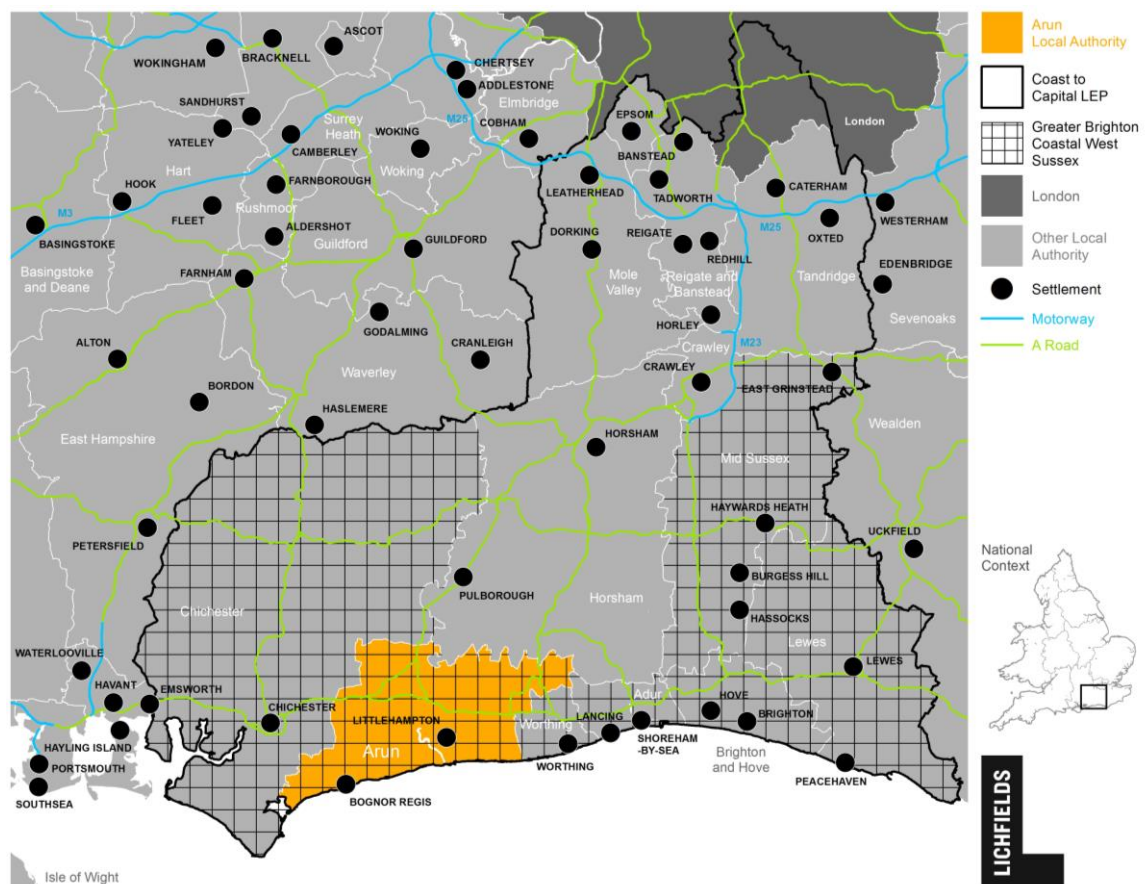 ASCOT
WOKINGHAM
BRACKNELL
CHERTSEY
ADDLESTONE
Elmbridge
SANDHURST
Surrey
Heath
YATELEY
CAMBERLEY
WOKING
M25
COBHAM
EPSOM
BANSTEAD
London
Hart
Woking
HOOK
FARNBOROUGH
LEATHERHEAD
TADWORTH
CATERHAM
M3
FLEET
Rushmoor
WESTERHAM
BASINGSTOKE
ALDERSHOT
Guildford
GUILDFORD
DORKING
REIGATE
REDHILL
M25
OXTED
Basingstoke
and Deane
FARNHAM
Mole
Valley
Reigate and
Banstead
Tandridge
EDENBRIDGE
GODALMING
HORLEY
Sevenoaks
ALTON
CRANLEIGH
Crawley
M23
Waverley
CRAWLEY
EAST GRINSTEAD
BORDON
HASLEMERE
East Hampshire
HORSHAM
Wealden
Mid Sussex
HAYWARDS HEATH
PETERSFIELD
UCKFIELD
BURGESS HILL
PULBOROUGH
Horsham
Chichester
HASSOCKS
Lewes
WATERLOOVILLE
LEWES
HAVANT
EMSWORTH
Adur
HOVE
CHICHESTER
LITTLEHAMPTON
Worthing
LANCING
BRIGHTON
HAYLING ISLAND
SHOREHAM
-BY-SEA
Arun
WORTHING
Brighton
and Hove
PORTSMOUTH
PEACEHAVEN
SOUTHSEA
BOGNOR REGIS
Isle of Wight
Arun
Local Authority
Coast to
Capital LEP
Greater Brighton
Coastal West
Sussex
London
Other Local
Authority
Settlement
Motorway
A Road
National
Context
LICHFIELDS